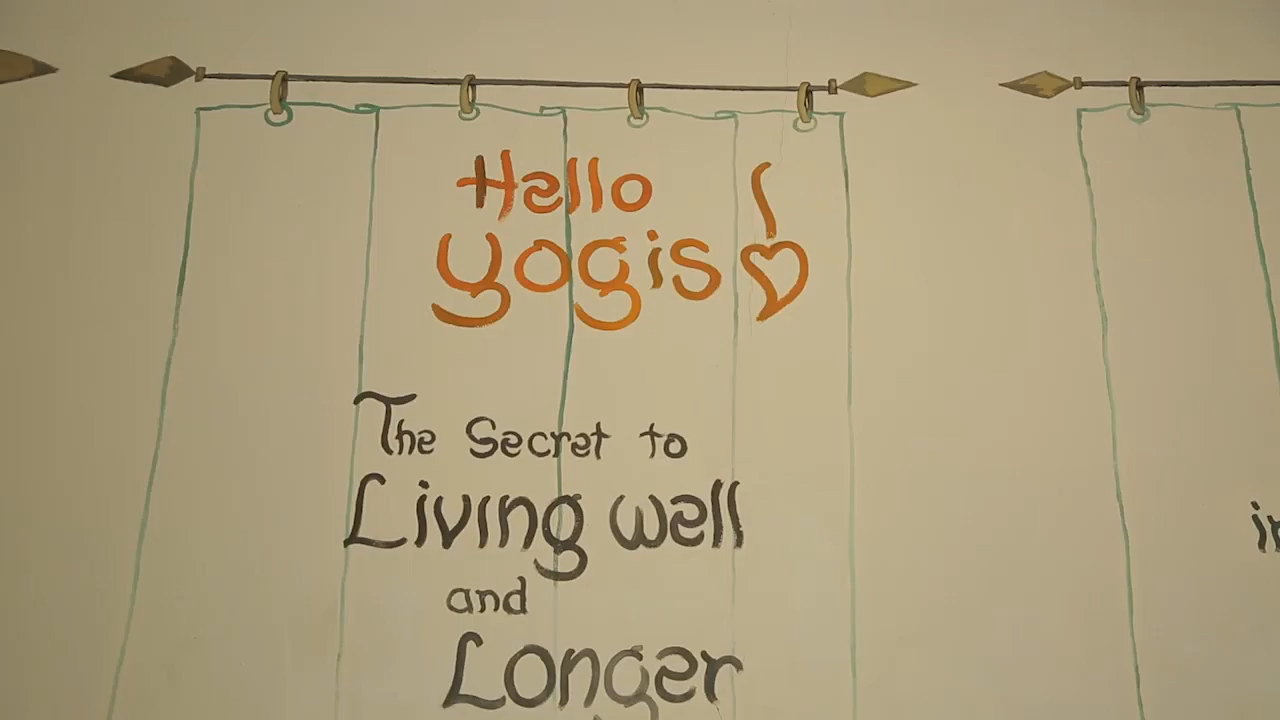 Hello
yogis!
The Secret to
Living well
and
Longer